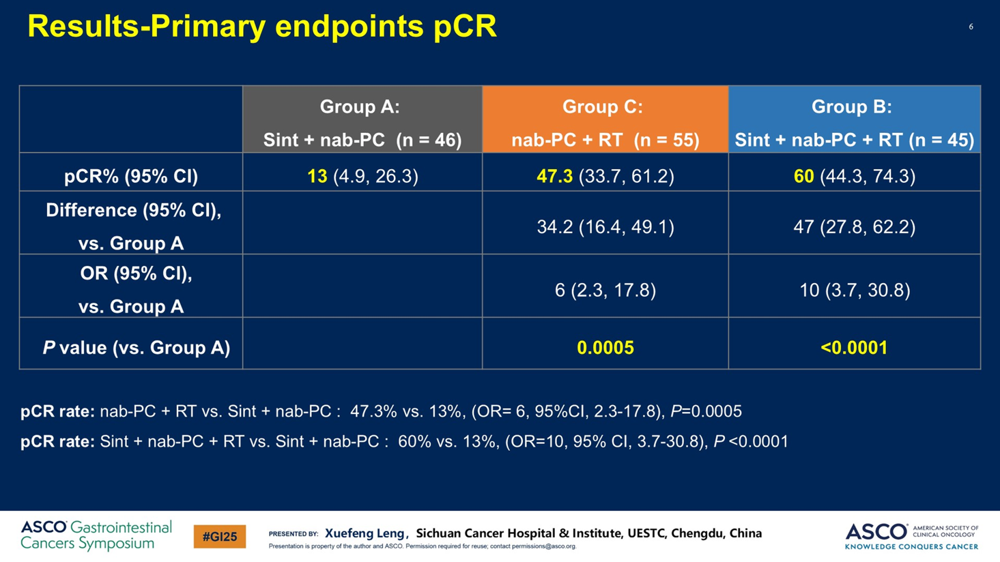 Results-Primary endpoints pCR
6
Group A:
Sint + nab-PC (n = 46)
Group C:
nab-PC + RT (n = 55)
Group B:
Sint + nab-PC + RT (n = 45)
pCR% (95% CI)
13 (4.9, 26.3)
47.3 (33.7, 61.2)
60 (44.3, 74.3)
Difference (95% CI),
vs. Group A
34.2 (16.4, 49.1)
47 (27.8, 62.2)
OR (95% CI),
vs. Group A
6 (2.3, 17.8)
10 (3.7, 30.8)
P value (vs. Group A)
0.0005
<0.0001
pCR rate: nab-PC + RT vs. Sint + nab-PC : 47.3% vs. 13%, (OR= 6, 95%CI, 2.3-17.8), P=0.0005
pCR rate: Sint + nab-PC + RT vs. Sint + nab-PC : 60% vs. 13%, (OR=10, 95% CI, 3.7-30.8), P <0.0001
ASCO® Gastrointestinal
Cancers Symposium
#GI25
PRESENTED BY: Xuefeng Leng, Sichuan Cancer Hospital & Institute, UESTC, Chengdu, China
Presentation is property of the author and ASCO. Permission required for reuse; contact permissions@asco.org.
ASCO® AMERICAN SOCIETY OF
CLINICAL ONCOLOGY
KNOWLEDGE CONQUERS CANCER